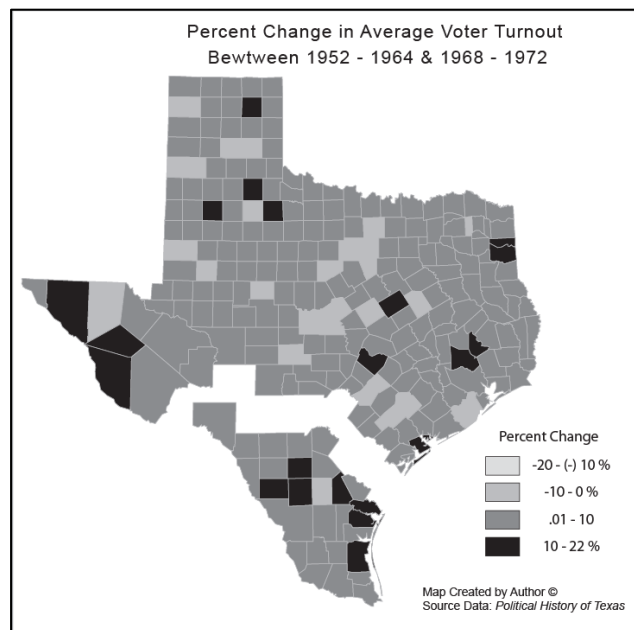 Percent Change in Average Voter Turnout
Bewtween 1952 - 1964 & 1968 - 1972
Percent Change
-20 - (-) 10 %
-10 - 0 %
.01 - 10
10 - 22 %
Map Created by Author ©
Source Data: Political History of Texas